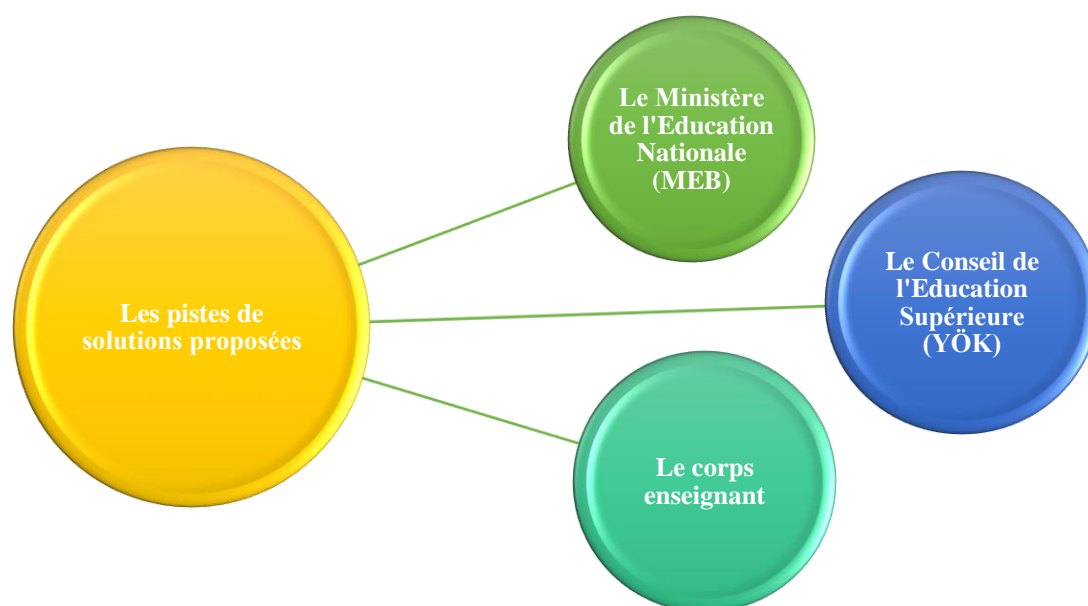 Les pistes de
solutions proposées
Le Ministère
de l'Education
Nationale
(MEB)
Le Conseil de
l'Education
Supérieure
(YÖK)
Le corps
enseignant